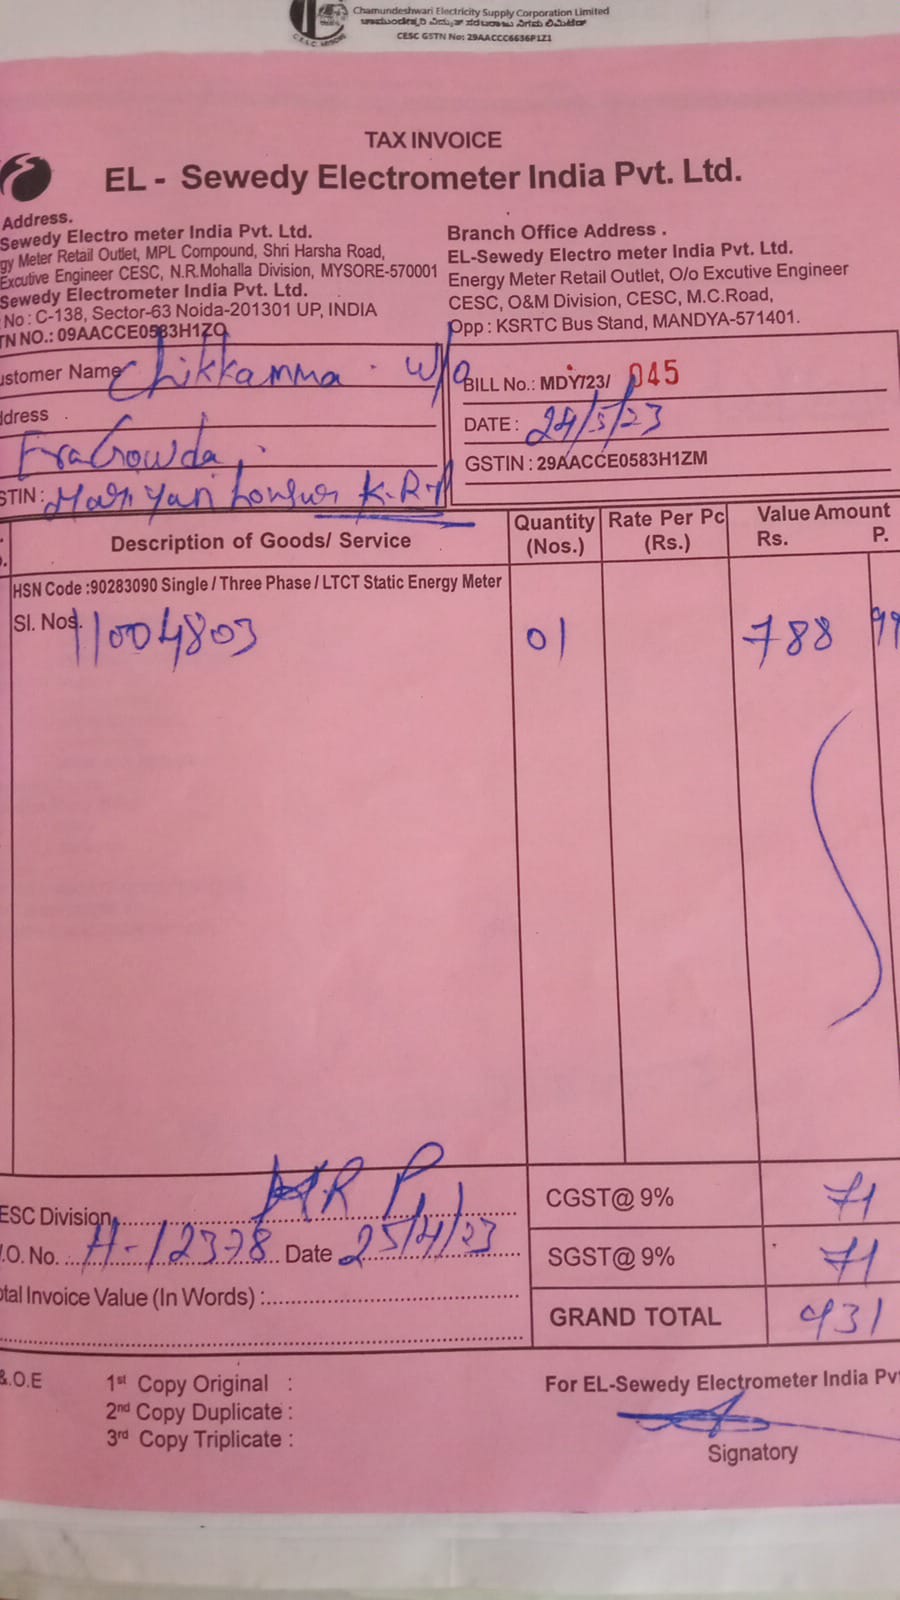 Chamundeshwari Electricity Supply Corporation Limited
CESC GSTN No: 29AACCC6636P1Z1
TAX INVOICE
EL - Sewedy Electrometer India Pvt. Ltd.
Address.
Sewedy Electro meter India Pvt. Ltd.
gy Meter Retail Outlet, MPL Compound, Shri Harsha Road,
Excutive Engineer CESC, N.R.Mohalla Division, MYSORE-570001
Sewedy Electrometer India Pvt. Ltd.
No : C-138, Sector-63 Noida-201301 UP, INDIA
TN NO.: 09AACCE0583H1ZO
Branch Office Address .
EL-Sewedy Electro meter India Pvt. Ltd.
Energy Meter Retail Outlet, O/o Excutive Engineer
CESC, O&M Division, CESC, M.C.Road,
Opp : KSRTC Bus Stand, MANDYA-571401.
ustomer Name Chikkamma . W/o
ddress
EraGowda
STIN : K.R
BILL No.: MDY/23/ 045
DATE : 24/5/23
GSTIN : 29AACCE0583H1ZM
Description of Goods/ Service
Quantity (Nos.)
Rate Per Pc (Rs.)
Value Amount
Rs. P.
HSN Code :90283090 Single / Three Phase / LTCT Static Energy Meter
Sl. Nos. 11004803 01 788 99
ESC Division M.R P
.O. No. A-12378 Date 25/4/23
otal Invoice Value (In Words) :
CGST@ 9% 71
SGST@ 9% 71
GRAND TOTAL 931
&.O.E
1st Copy Original :
2nd Copy Duplicate :
3rd Copy Triplicate :
For EL-Sewedy Electrometer India Pv
Signatory